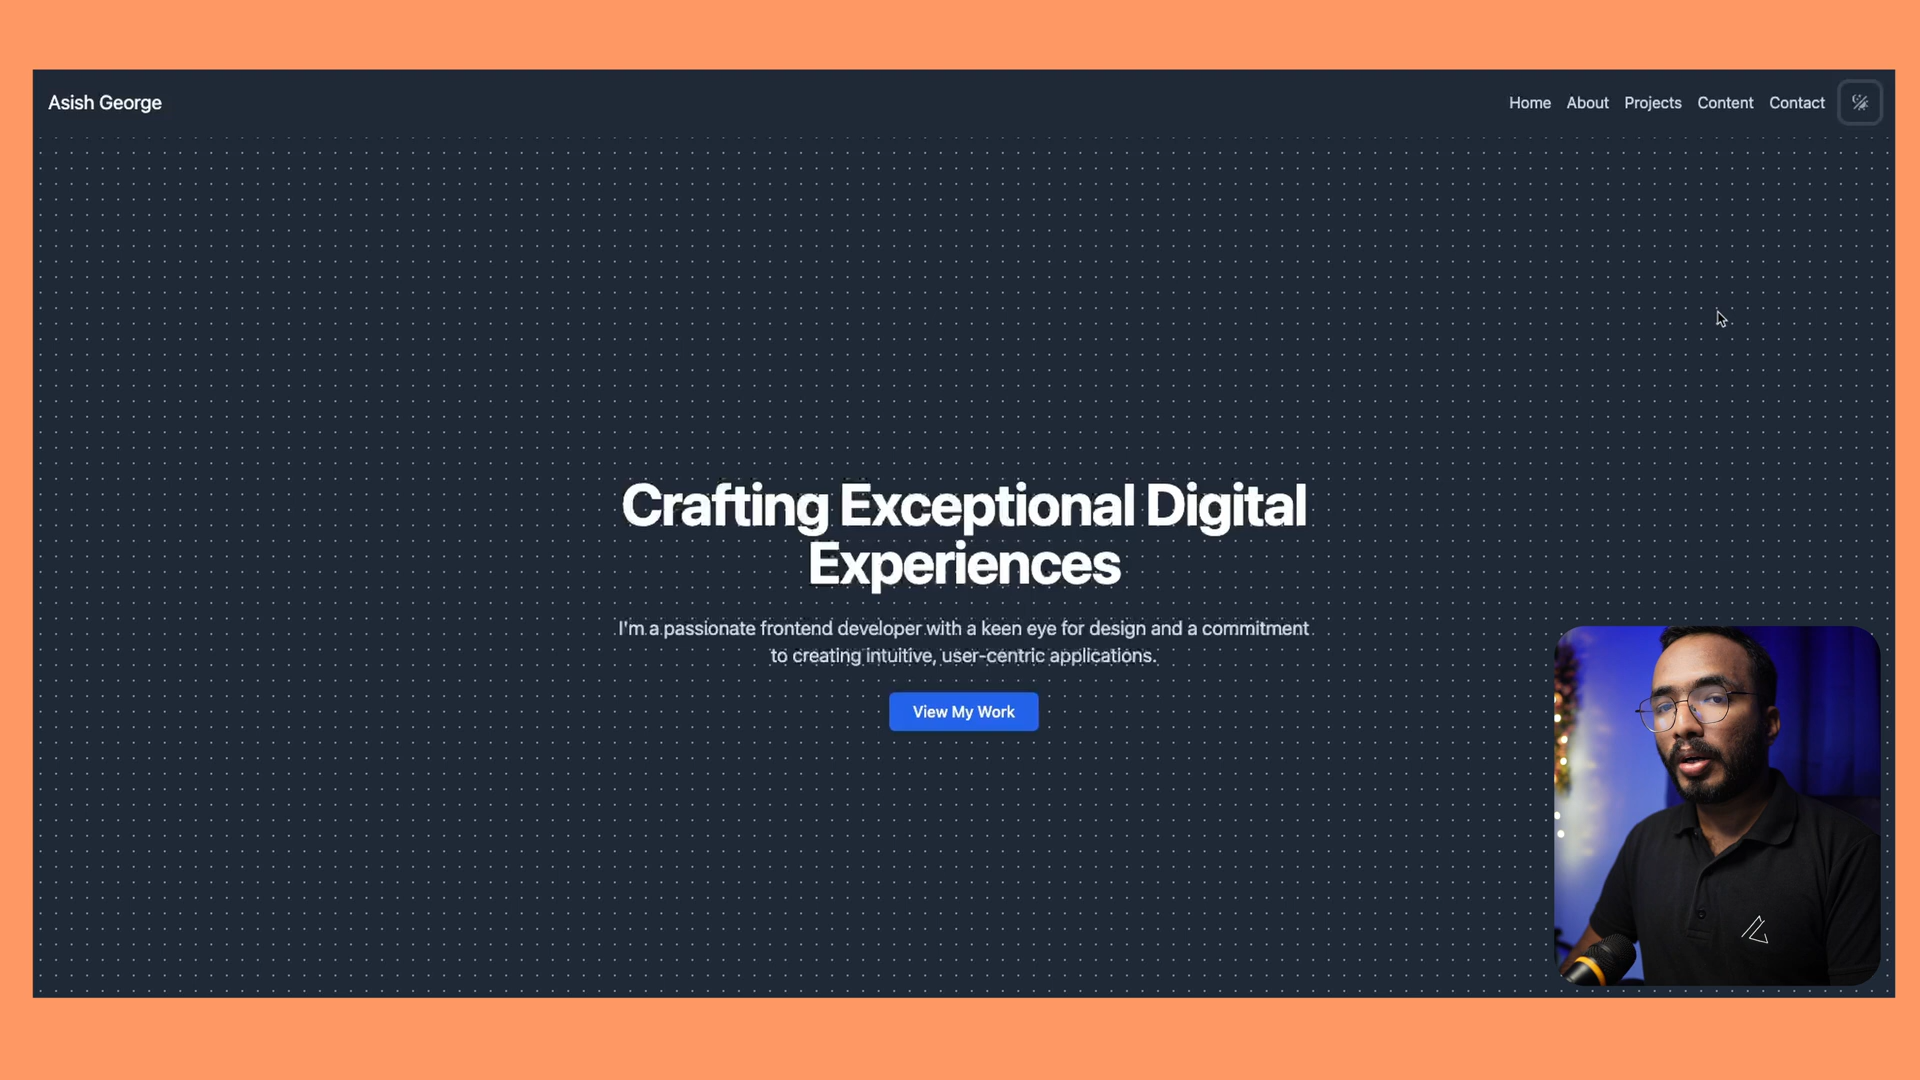 Asish George
Home About Projects Content Contact
Crafting Exceptional Digital
Experiences
I'm a passionate frontend developer with a keen eye for design and a commitment
to creating intuitive, user-centric applications.
View My Work